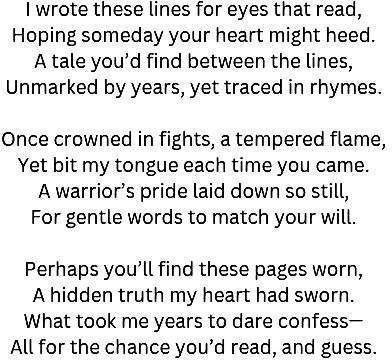 I wrote these lines for eyes that read,
Hoping someday your heart might heed.
A tale you’d find between the lines,
Unmarked by years, yet traced in rhymes.

Once crowned in fights, a tempered flame,
Yet bit my tongue each time you came.
A warrior’s pride laid down so still,
For gentle words to match your will.

Perhaps you’ll find these pages worn,
A hidden truth my heart had sworn.
What took me years to dare confess—
All for the chance you’d read, and guess.